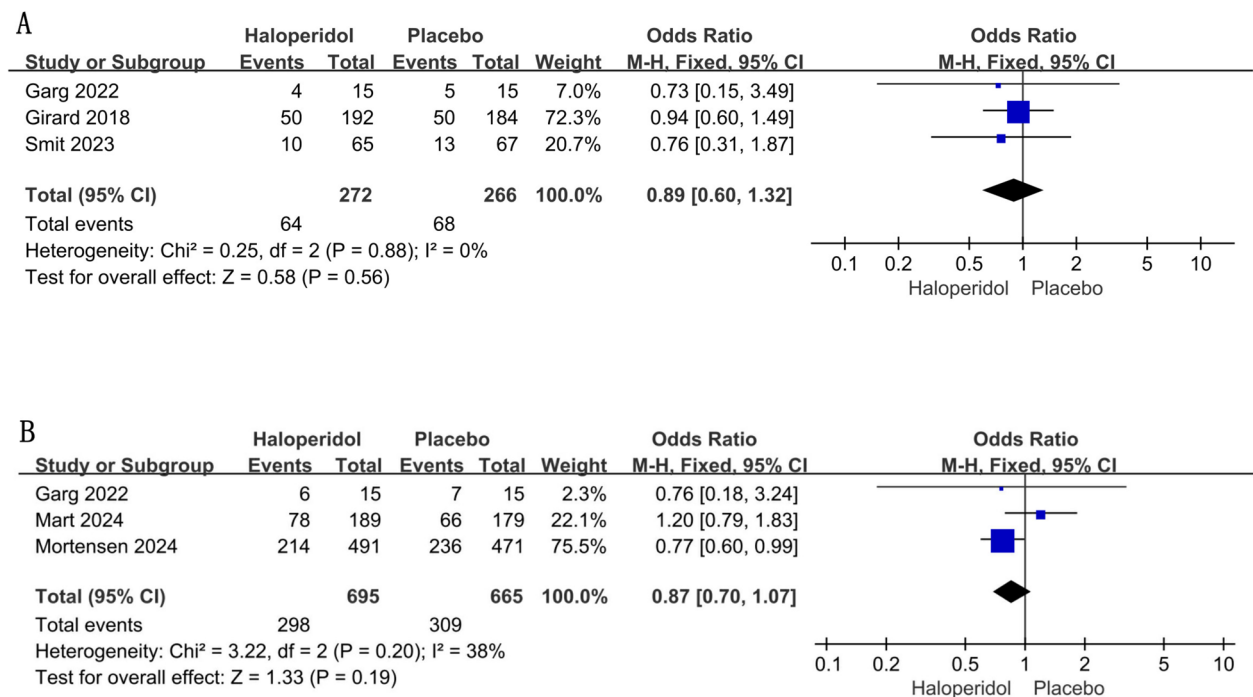 A
Haloperidol Placebo Odds Ratio Odds Ratio
Study or Subgroup Events Total Events Total Weight M-H, Fixed, 95% CI M-H, Fixed, 95% CI
Garg 2022 4 15 5 15 7.0% 0.73 [0.15, 3.49]
Girard 2018 50 192 50 184 72.3% 0.94 [0.60, 1.49]
Smit 2023 10 65 13 67 20.7% 0.76 [0.31, 1.87]
Total (95% CI) 272 266 100.0% 0.89 [0.60, 1.32]
Total events 64 68
Heterogeneity: Chi² = 0.25, df = 2 (P = 0.88); I² = 0%
Test for overall effect: Z = 0.58 (P = 0.56)
0.1 0.2 0.5 1 2 5 10
Haloperidol Placebo
B
Haloperidol Placebo Odds Ratio Odds Ratio
Study or Subgroup Events Total Events Total Weight M-H, Fixed, 95% CI M-H, Fixed, 95% CI
Garg 2022 6 15 7 15 2.3% 0.76 [0.18, 3.24]
Mart 2024 78 189 66 179 22.1% 1.20 [0.79, 1.83]
Mortensen 2024 214 491 236 471 75.5% 0.77 [0.60, 0.99]
Total (95% CI) 695 665 100.0% 0.87 [0.70, 1.07]
Total events 298 309
Heterogeneity: Chi² = 3.22, df = 2 (P = 0.20); I² = 38%
Test for overall effect: Z = 1.33 (P = 0.19)
0.1 0.2 0.5 1 2 5 10
Haloperidol Placebo